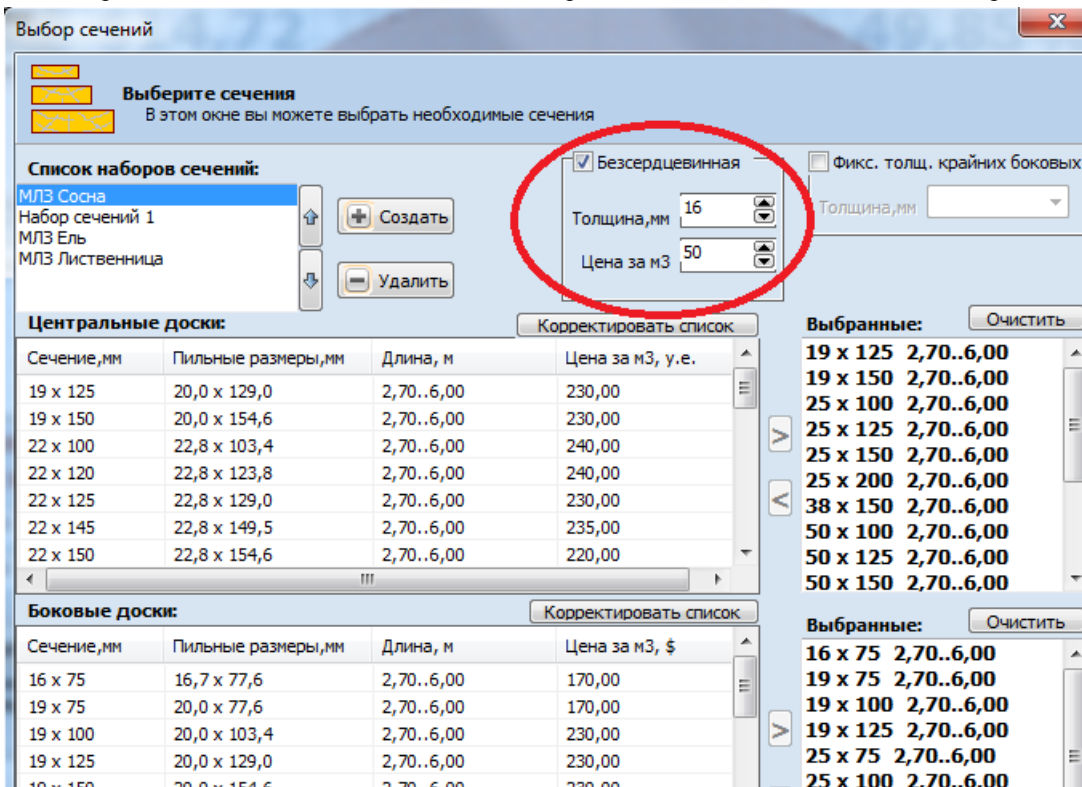 Выбор сечений
Выберите сечения
В этом окне вы можете выбрать необходимые сечения
Список наборов сечений:
МЛЗ Сосна
Набор сечений 1
МЛЗ Ель
МЛЗ Лиственница
Создать
Удалить
Безсердцевинная
Толщина,мм 16
Цена за м3 50
Фикс. толщ. крайних боковых
Толщина,мм
Центральные доски: Корректировать список
Сечение,мм Пильные размеры,мм Длина, м Цена за м3, у.е.
19 x 125 20,0 x 129,0 2,70..6,00 230,00
19 x 150 20,0 x 154,6 2,70..6,00 230,00
22 x 100 22,8 x 103,4 2,70..6,00 240,00
22 x 120 22,8 x 123,8 2,70..6,00 240,00
22 x 125 22,8 x 129,0 2,70..6,00 230,00
22 x 145 22,8 x 149,5 2,70..6,00 235,00
22 x 150 22,8 x 154,6 2,70..6,00 220,00
>
<
Выбранные: Очистить
19 x 125 2,70..6,00
19 x 150 2,70..6,00
25 x 100 2,70..6,00
25 x 125 2,70..6,00
25 x 150 2,70..6,00
25 x 200 2,70..6,00
38 x 150 2,70..6,00
50 x 100 2,70..6,00
50 x 125 2,70..6,00
50 x 150 2,70..6,00
Боковые доски: Корректировать список
Сечение,мм Пильные размеры,мм Длина, м Цена за м3, $
16 x 75 16,7 x 77,6 2,70..6,00 170,00
19 x 75 20,0 x 77,6 2,70..6,00 170,00
19 x 100 20,0 x 103,4 2,70..6,00 230,00
19 x 125 20,0 x 129,0 2,70..6,00 230,00
>
Выбранные: Очистить
16 x 75 2,70..6,00
19 x 75 2,70..6,00
19 x 100 2,70..6,00
19 x 125 2,70..6,00
25 x 75 2,70..6,00
25 x 100 2,70..6,00